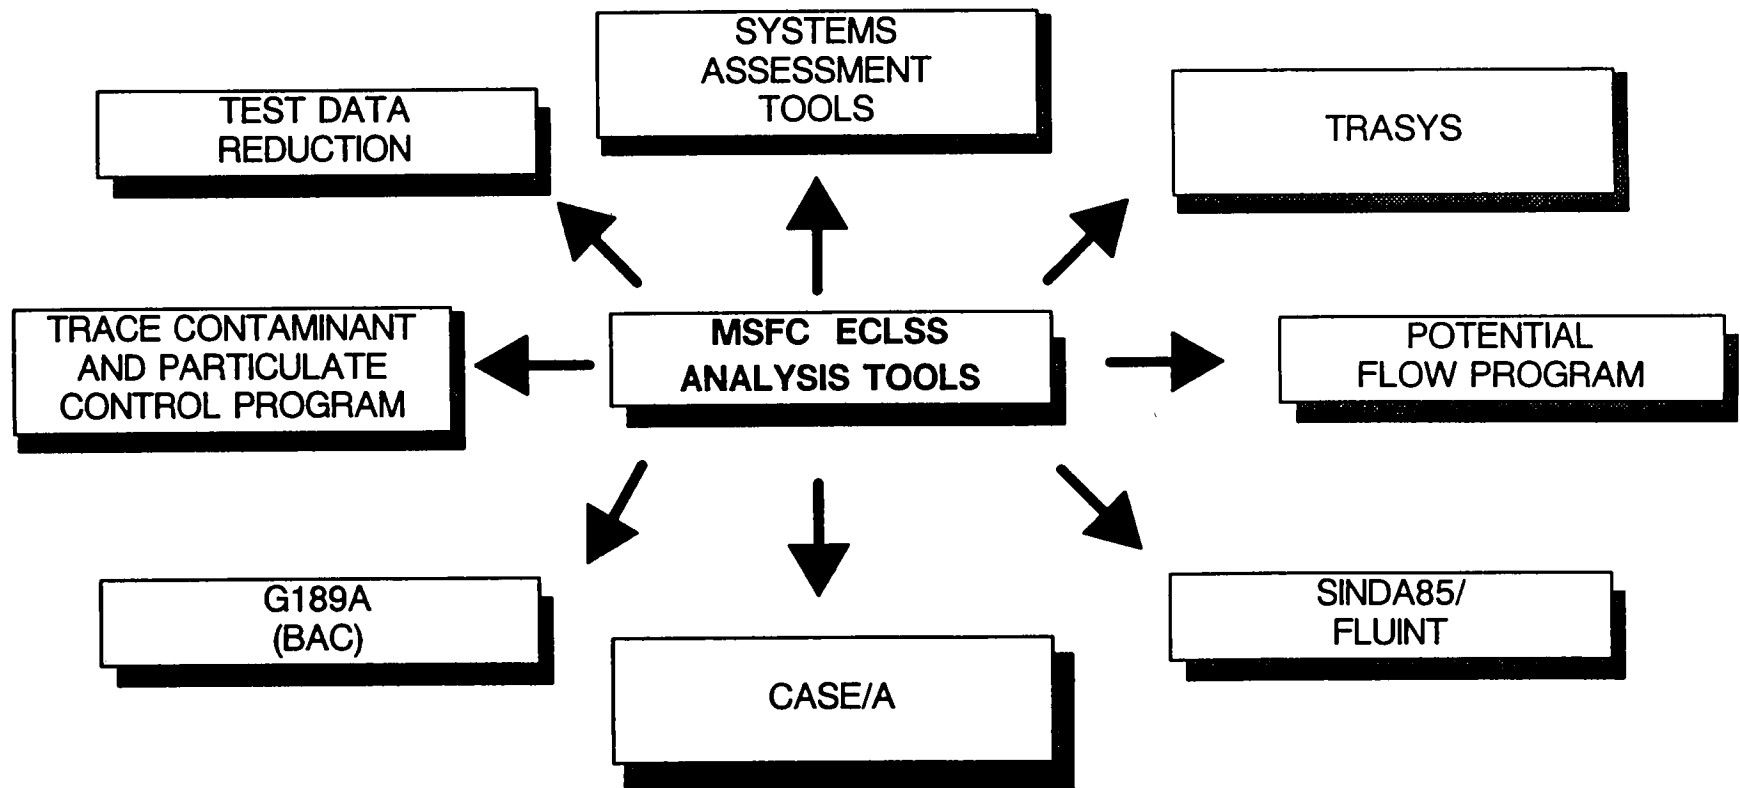 SYSTEMS
ASSESSMENT
TOOLS
TEST DATA
REDUCTION
TRASYS
TRACE CONTAMINANT
AND PARTICULATE
CONTROL PROGRAM
MSFC ECLSS
ANALYSIS TOOLS
POTENTIAL
FLOW PROGRAM
G189A
(BAC)
CASE/A
SINDA85/
FLUINT